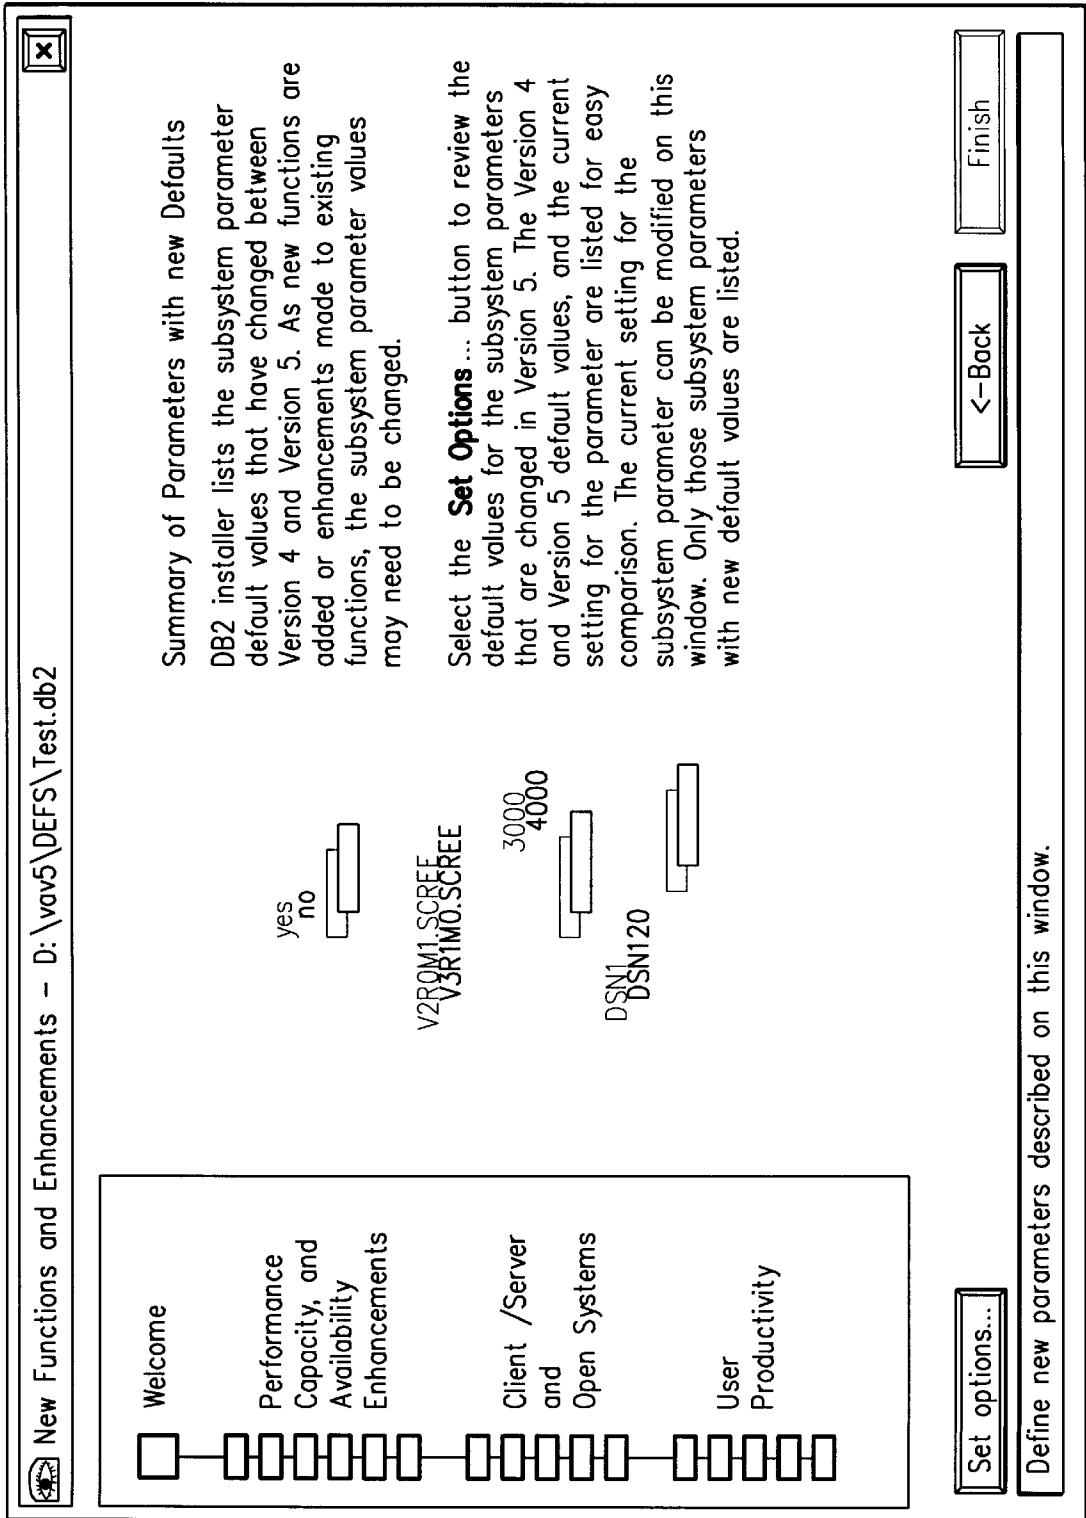 New Functions and Enhancements – D:\vav5\DEFS\Test.db2
x
Welcome
Performance
Capacity, and
Availability
Enhancements
Client /Server
and
Open Systems
User
Productivity
yes
no
V2R0M1.SCREE
V3R1M0.SCREE
3000
4000
DSN1
DSN120
Summary of Parameters with new Defaults
DB2 installer lists the subsystem parameter
default values that have changed between
Version 4 and Version 5. As new functions are
added or enhancements made to existing
functions, the subsystem parameter values
may need to be changed.
Select the Set Options... button to review the
default values for the subsystem parameters
that are changed in Version 5. The Version 4
and Version 5 default values, and the current
setting for the parameter are listed for easy
comparison. The current setting for the
subsystem parameter can be modified on this
window. Only those subsystem parameters
with new default values are listed.
Set options...
<–Back
Finish
Define new parameters described on this window.